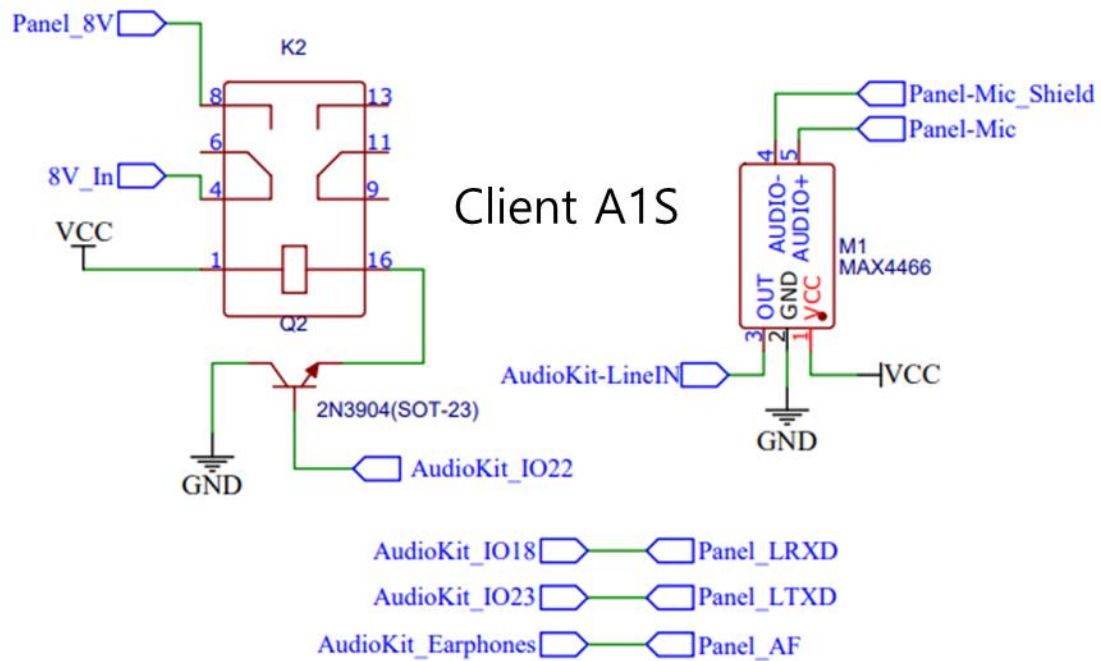 Panel_8V
K2
8
13
6
11
8V_In
4
9
VCC
1
16
Q2
2N3904(SOT-23)
GND
AudioKit_IO22
Client A1S
Panel-Mic_Shield
Panel-Mic
4
5
AUDIO-
AUDIO+
M1
MAX4466
OUT
GND
VCC
3
2
1
AudioKit-LineIN
VCC
GND
AudioKit_IO18 Panel_LRXD
AudioKit_IO23 Panel_LTXD
AudioKit_Earphones Panel_AF